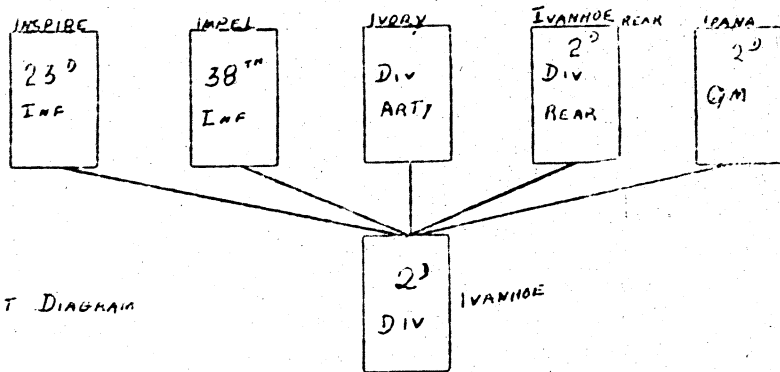 INSPIRE
23D
INF
IMPEL
38TH
INF
IVORY
DIV
ARTY
IVANHOE REAR
2D
DIV
REAR
IPANA
2D
QM
2D
DIV
IVANHOE
T DIAGRAM